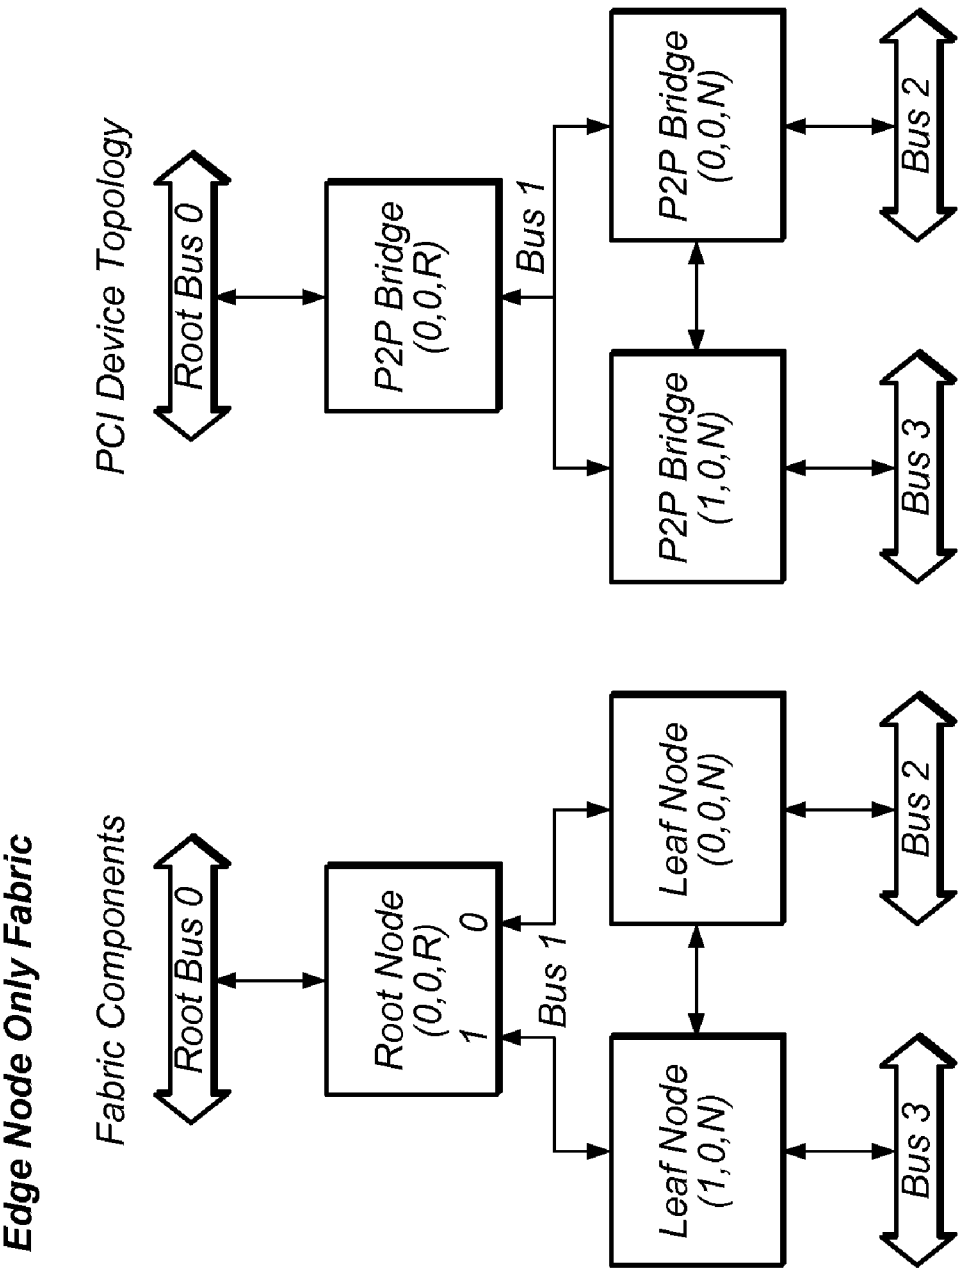 Edge Node Only Fabric
Fabric Components
Root Bus 0
Root Node
(0,0,R)
1 0
Bus 1
Leaf Node
(1,0,N)
Leaf Node
(0,0,N)
Bus 3
Bus 2
PCI Device Topology
Root Bus 0
P2P Bridge
(0,0,R)
Bus 1
P2P Bridge
(1,0,N)
P2P Bridge
(0,0,N)
Bus 3
Bus 2